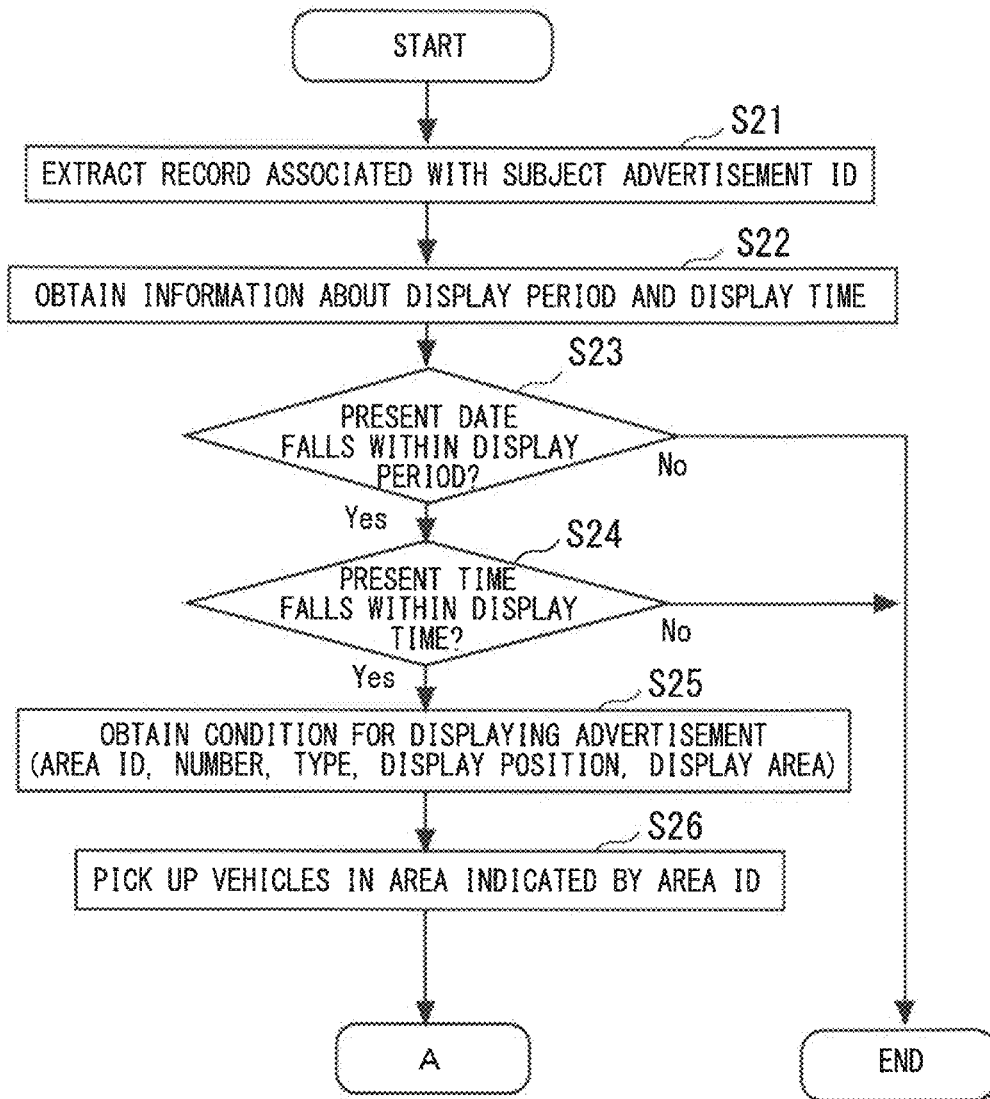 START
S21
EXTRACT RECORD ASSOCIATED WITH SUBJECT ADVERTISEMENT ID
S22
OBTAIN INFORMATION ABOUT DISPLAY PERIOD AND DISPLAY TIME
S23
PRESENT DATE
FALLS WITHIN DISPLAY
PERIOD?
No
Yes
S24
PRESENT TIME
FALLS WITHIN DISPLAY
TIME?
No
Yes
S25
OBTAIN CONDITION FOR DISPLAYING ADVERTISEMENT
(AREA ID, NUMBER, TYPE, DISPLAY POSITION, DISPLAY AREA)
S26
PICK UP VEHICLES IN AREA INDICATED BY AREA ID
A
END